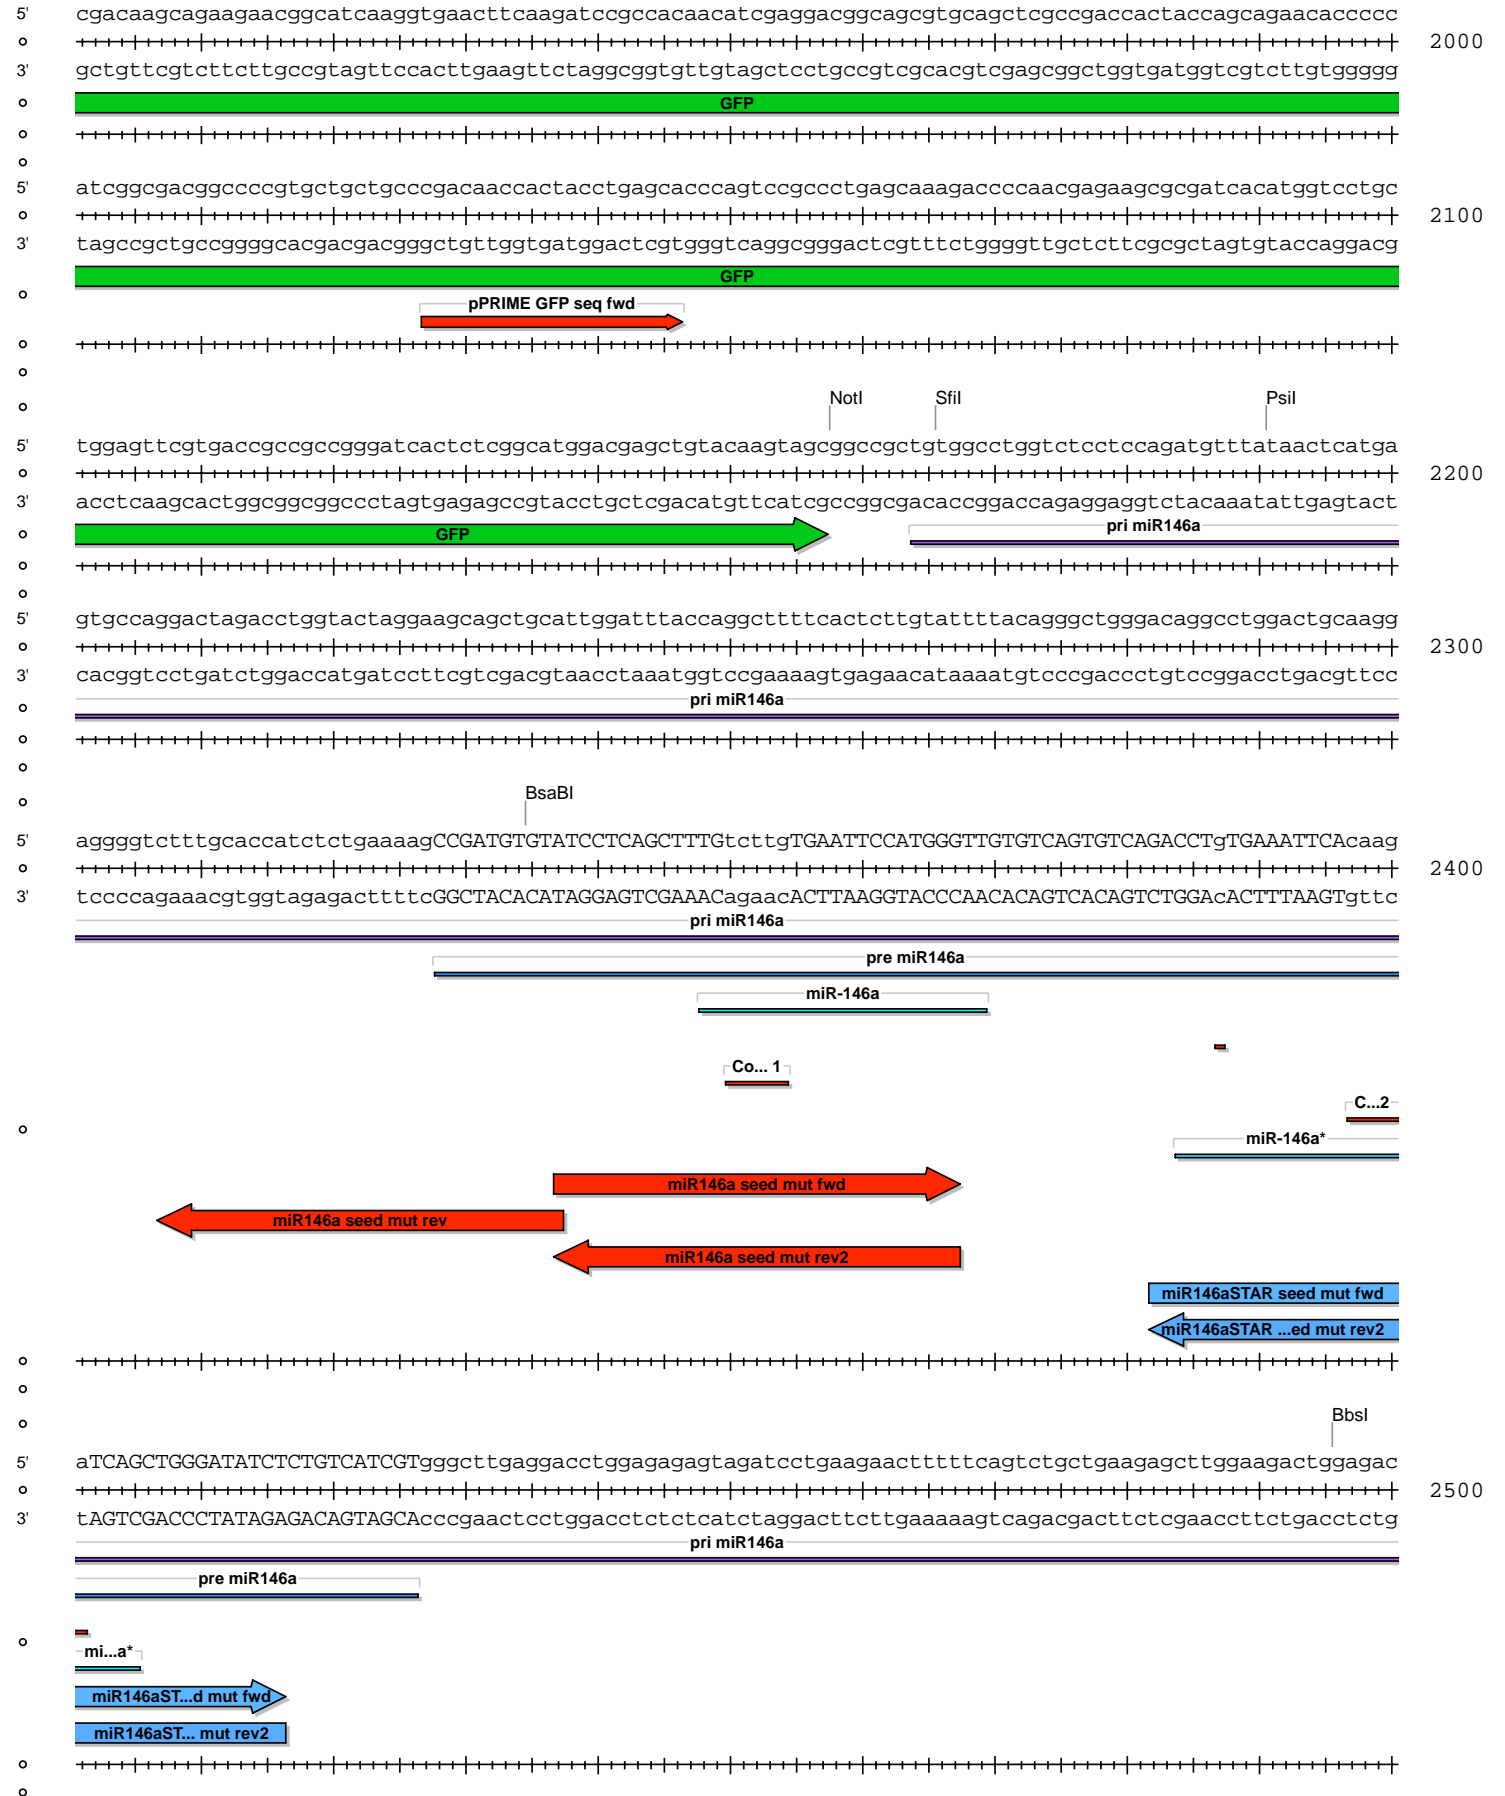 5' cgacaagcagaagaacggcatcaaggtgaacttcaagatccgccacaacatcgaggacggcagcgtgcagctcgccgaccactaccagcagaacaccccc
2000
3' gctgttcgtcttcttgccgtagttccacttgaagttctaggcggtgttgtagctcctgccgtcgcacgtcgagcggctggtgatggtcgtcttgtggggg
GFP
5' atcggcgacggccccgtgctgctgcccgacaaccactacctgagcacccagtccgccctgagcaaagaccccaacgagaagcgcgatcacatggtcctgc
2100
3' tagccgctgccggggcacgacgacgggctgttggtgatggactcgtgggtcaggcgggactcgtttctggggttgctcttcgcgctagtgtaccaggacg
GFP
pPRIME GFP seq fwd
NotI SfiI PsiI
5' tggagttcgtgaccgccgccgggatcactctcggcatggacgagctgtacaagtagcggccgctgtggcctggtctcctccagatgtttataactcatga
2200
3' acctcaagcactggcggcggccctagtgagagccgtacctgctcgacatgttcatcgccggcgacaccggaccagaggaggtctacaaatattgagtact
GFP pri miR146a
5' gtgccaggactagacctggtactaggaagcagctgcattggatttaccaggcttttcactcttgtattttacagggctgggacaggcctggactgcaagg
2300
3' cacggtcctgatctggaccatgatccttcgtcgacgtaacctaaatggtccgaaaagtgagaacataaaatgtcccgaccctgtccggacctgacgttcc
pri miR146a
BsaBI
5' aggggtctttgcaccatctctgaaaagCCGATGTGTATCCTCAGCTTTGtcttgTGAATTCCATGGGTTGTGTCAGTGTCAGACCTgTGAAATTCAcaag
2400
3' tccccagaaacgtggtagagacttttcGGCTACACATAGGAGTCGAAACagaacACTTAAGGTACCCAACACAGTCACAGTCTGGAcACTTTAAGTgttc
pri miR146a
pre miR146a
miR-146a
Co... 1
C...2
miR-146a*
miR146a seed mut fwd
miR146a seed mut rev
miR146a seed mut rev2
miR146aSTAR seed mut fwd
miR146aSTAR ...ed mut rev2
BbsI
5' aTCAGCTGGGATATCTCTGTCATCGTgggcttgaggacctggagagagtagatcctgaagaactttttcagtctgctgaagagcttggaagactggagac
2500
3' tAGTCGACCCTATAGAGACAGTAGCAcccgaactcctggacctctctcatctaggacttcttgaaaaagtcagacgacttctcgaaccttctgacctctg
pri miR146a
pre miR146a
mi...a*
miR146aST...d mut fwd
miR146aST... mut rev2